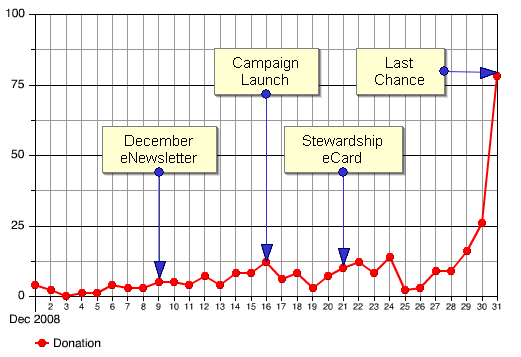 100
Campaign
Launch
Last
Chance
75
December
eNewsletter
Stewardship
eCard
50
25
0
2 3 4 5 6 7 8 9 10 11 12 13 14 15 16 17 18 19 20 21 22 23 24 25 26 27 28 29 30 31
Dec 2008
Donation